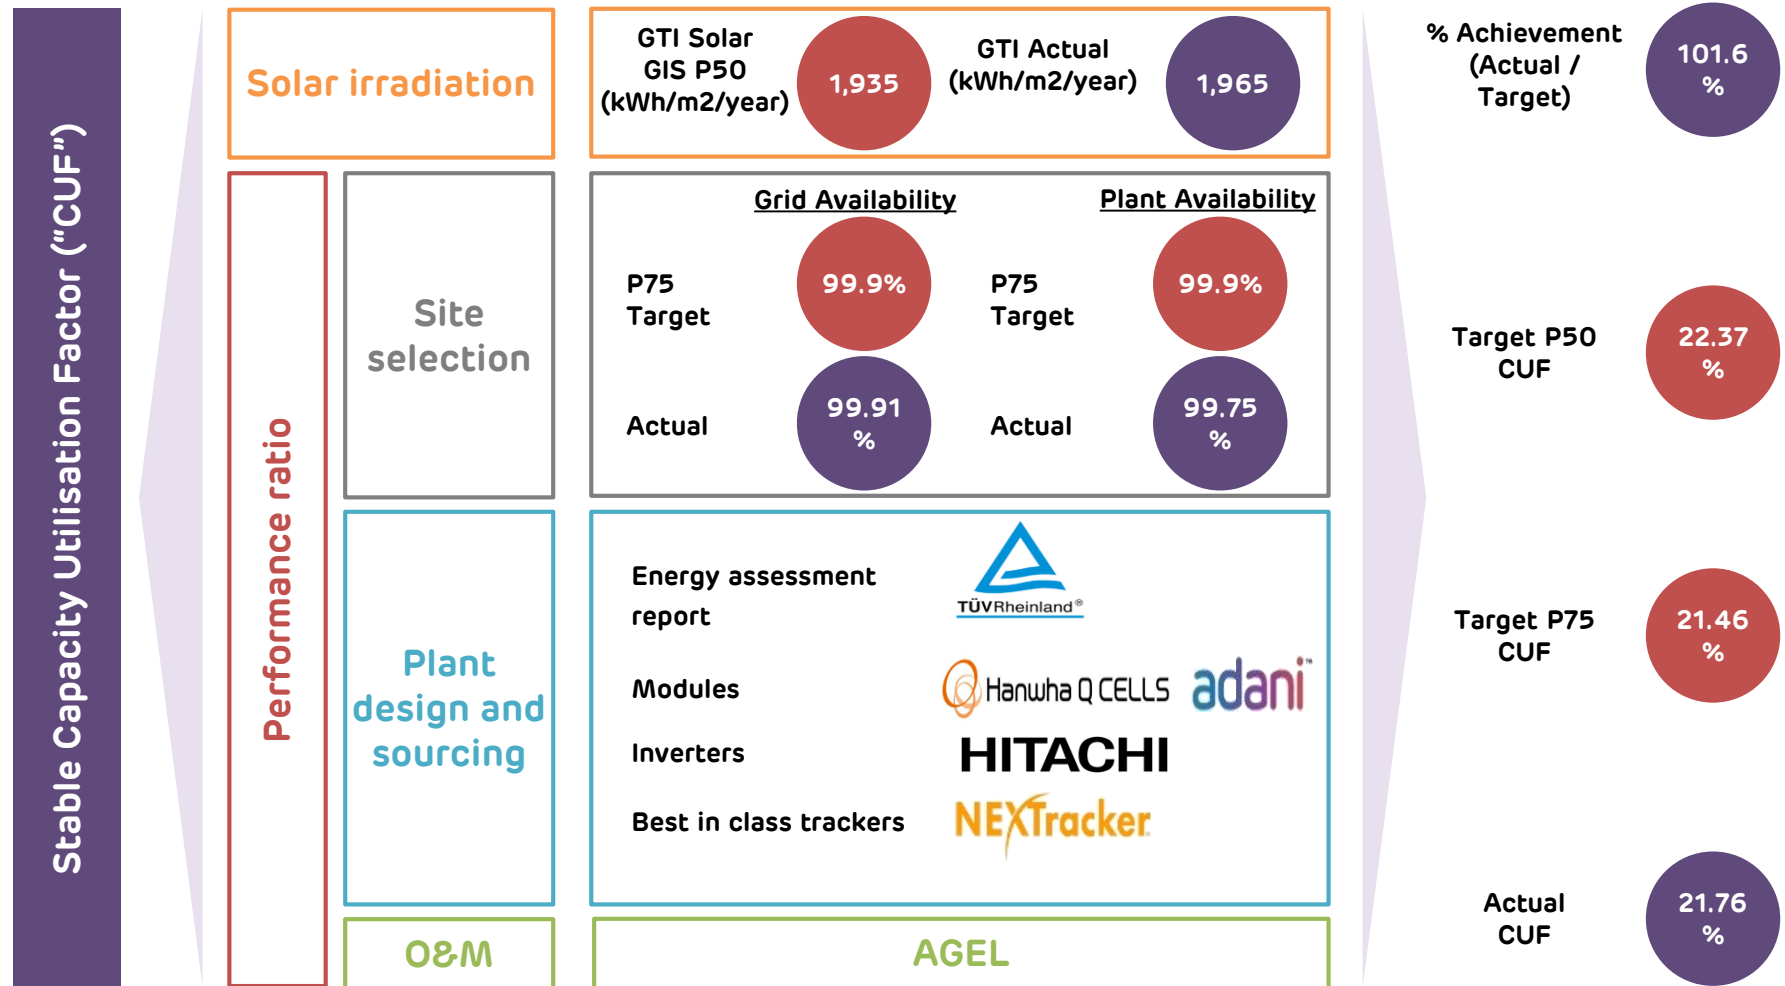 Stable Capacity Utilisation Factor ("CUF")
Solar irradiation
GTI Solar
GIS P50
(kWh/m2/year)
1,935
GTI Actual
(kWh/m2/year)
1,965
% Achievement
(Actual /
Target)
101.6
%
Performance ratio
Site
selection
Grid Availability
Plant Availability
P75
Target
99.9%
P75
Target
99.9%
Actual
99.91
%
Actual
99.75
%
Target P50
CUF
22.37
%
Plant
design and
sourcing
Energy assessment
report
TÜVRheinland®
Modules
Hanwha Q CELLS
adani™
Inverters
HITACHI
Best in class trackers
NEXTracker
Target P75
CUF
21.46
%
O&M
AGEL
Actual
CUF
21.76
%